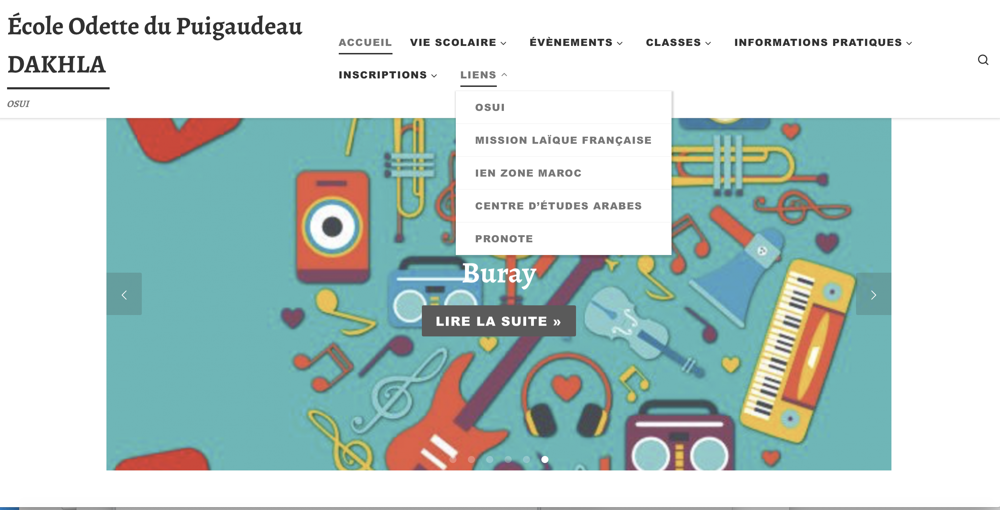 École Odette du Puigaudeau
DAKHLA
OSUI
ACCUEIL VIE SCOLAIRE ÉVÈNEMENTS CLASSES INFORMATIONS PRATIQUES
INSCRIPTIONS LIENS
OSUI
MISSION LAÏQUE FRANÇAISE
IEN ZONE MAROC
CENTRE D’ÉTUDES ARABES
PRONOTE
Buray
LIRE LA SUITE »